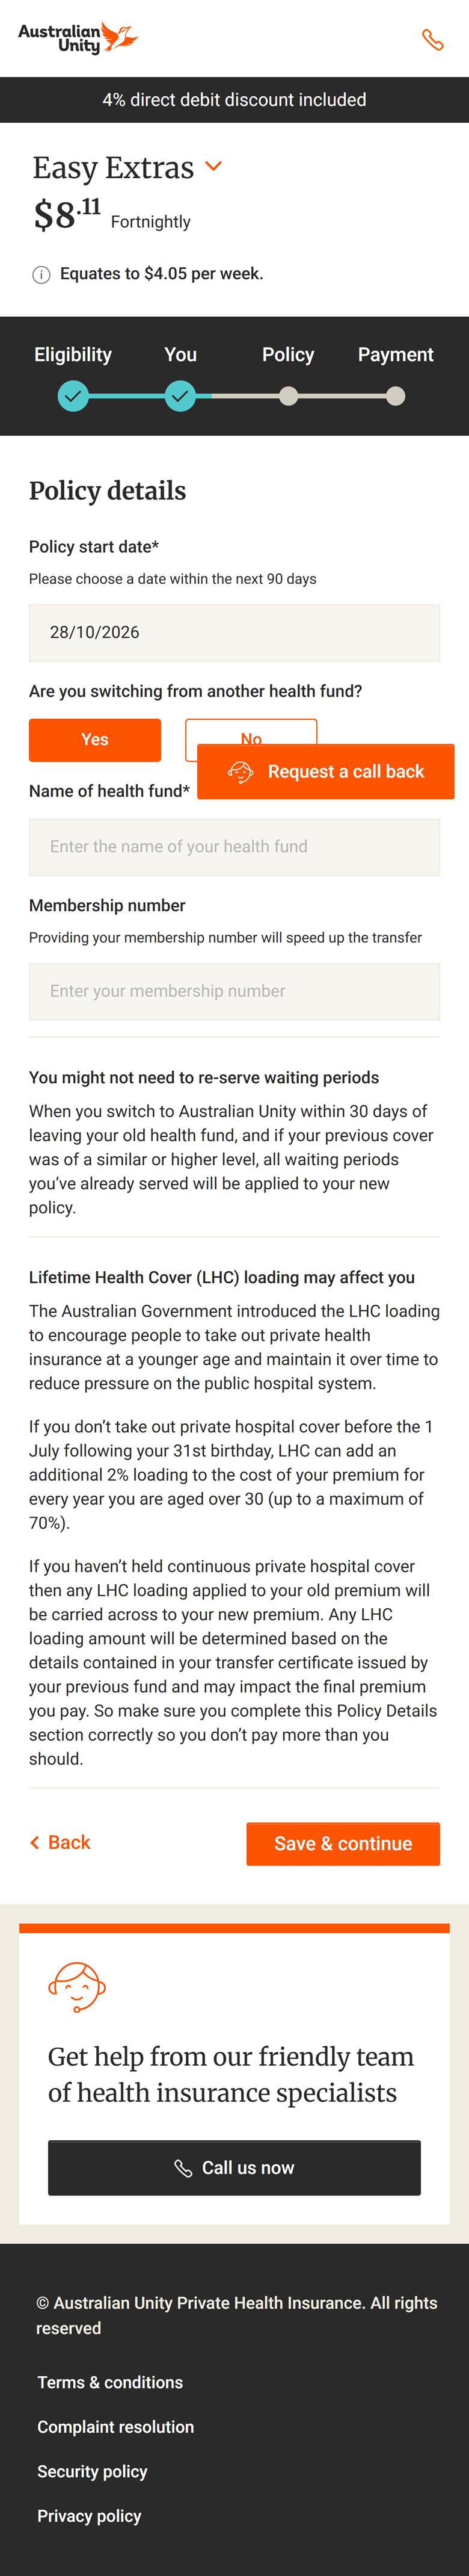 Australian
Unity
4% direct debit discount included
Easy Extras
$8.11 Fortnightly
Equates to $4.05 per week.
Eligibility You Policy Payment
Policy details
Policy start date*
Please choose a date within the next 90 days
28/10/2026
Are you switching from another health fund?
Yes No
Request a call back
Name of health fund*
Enter the name of your health fund
Membership number
Providing your membership number will speed up the transfer
Enter your membership number
You might not need to re-serve waiting periods
When you switch to Australian Unity within 30 days of
leaving your old health fund, and if your previous cover
was of a similar or higher level, all waiting periods
you’ve already served will be applied to your new
policy.
Lifetime Health Cover (LHC) loading may affect you
The Australian Government introduced the LHC loading
to encourage people to take out private health
insurance at a younger age and maintain it over time to
reduce pressure on the public hospital system.
If you don’t take out private hospital cover before the 1
July following your 31st birthday, LHC can add an
additional 2% loading to the cost of your premium for
every year you are aged over 30 (up to a maximum of
70%).
If you haven’t held continuous private hospital cover
then any LHC loading applied to your old premium will
be carried across to your new premium. Any LHC
loading amount will be determined based on the
details contained in your transfer certificate issued by
your previous fund and may impact the final premium
you pay. So make sure you complete this Policy Details
section correctly so you don’t pay more than you
should.
Back Save & continue
Get help from our friendly team
of health insurance specialists
Call us now
© Australian Unity Private Health Insurance. All rights
reserved
Terms & conditions
Complaint resolution
Security policy
Privacy policy